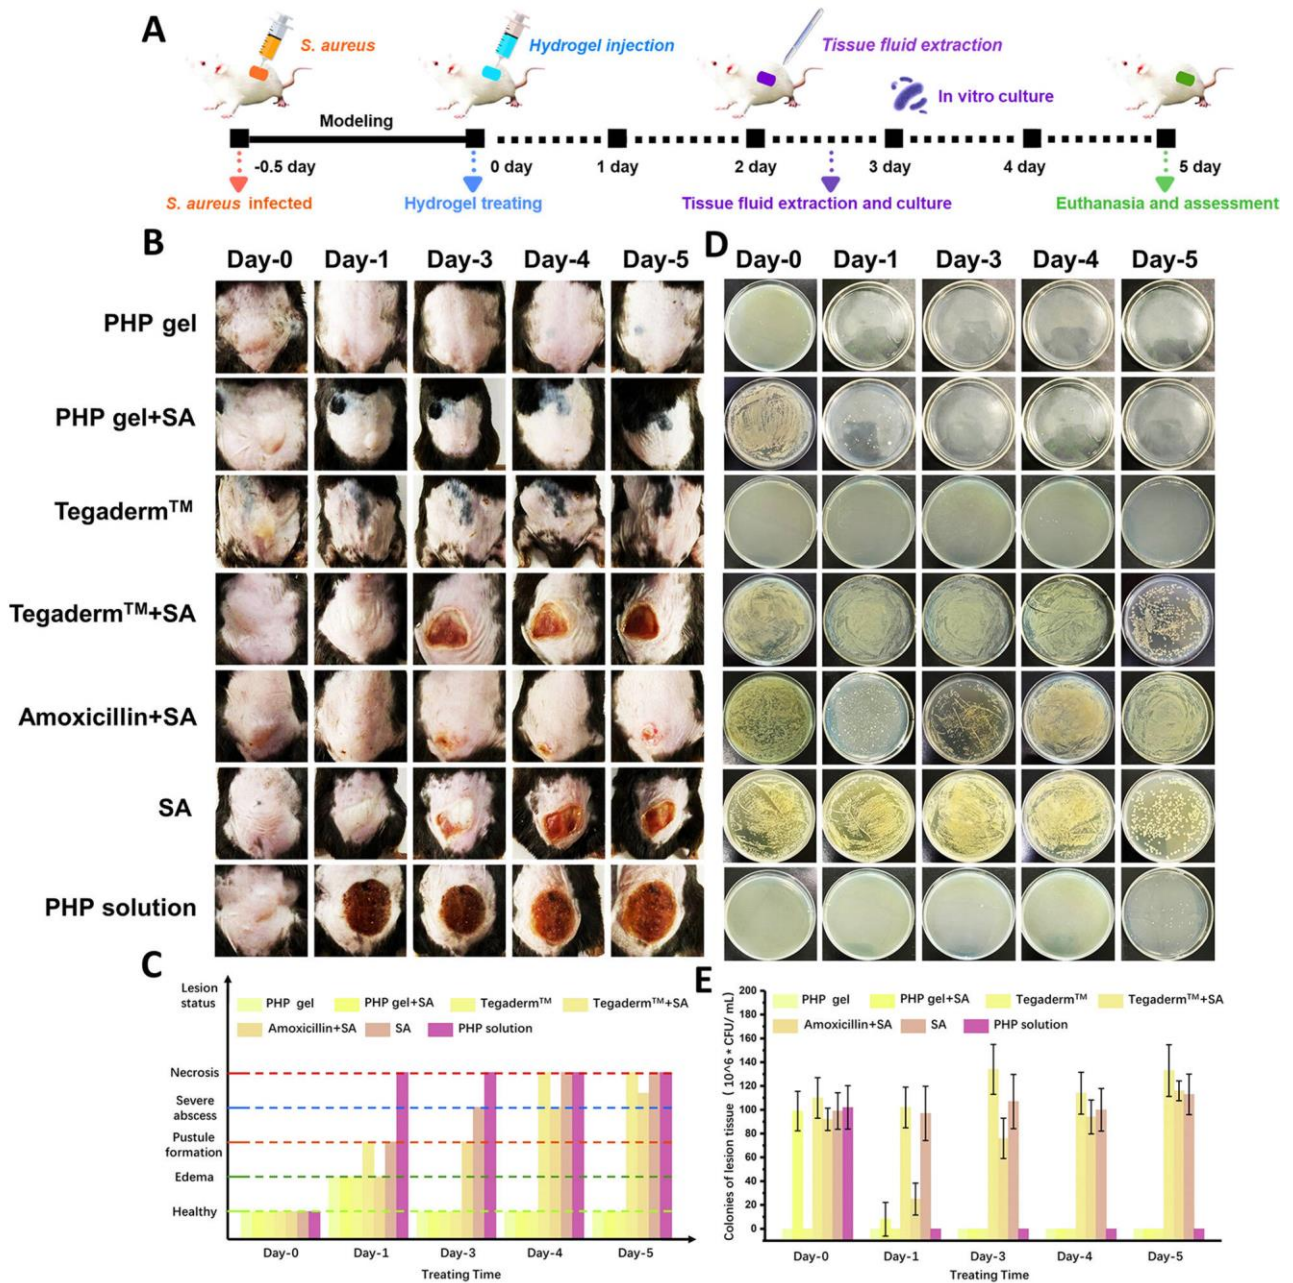 A
S. aureus
Hydrogel injection
Tissue fluid extraction
In vitro culture
Modeling
-0.5 day
0 day
1 day
2 day
3 day
4 day
5 day
S. aureus infected
Hydrogel treating
Tissue fluid extraction and culture
Euthanasia and assessment
B
Day-0 Day-1 Day-3 Day-4 Day-5
PHP gel
PHP gel+SA
Tegaderm™
Tegaderm™+SA
Amoxicillin+SA
SA
PHP solution
D
Day-0 Day-1 Day-3 Day-4 Day-5
C
Lesion
status
PHP gel PHP gel+SA Tegaderm™ Tegaderm™+SA
Amoxicillin+SA SA PHP solution
Necrosis
Severe
abscess
Pustule
formation
Edema
Healthy
Day-0 Day-1 Day-3 Day-4 Day-5
Treating Time
E
Colonies of lesion tissue ( 10^6 * CFU/ mL)
200
180
160
140
120
100
80
60
40
20
0
PHP gel PHP gel+SA Tegaderm™ Tegaderm™+SA
Amoxicillin+SA SA PHP solution
Day-0 Day-1 Day-3 Day-4 Day-5
Treating Time